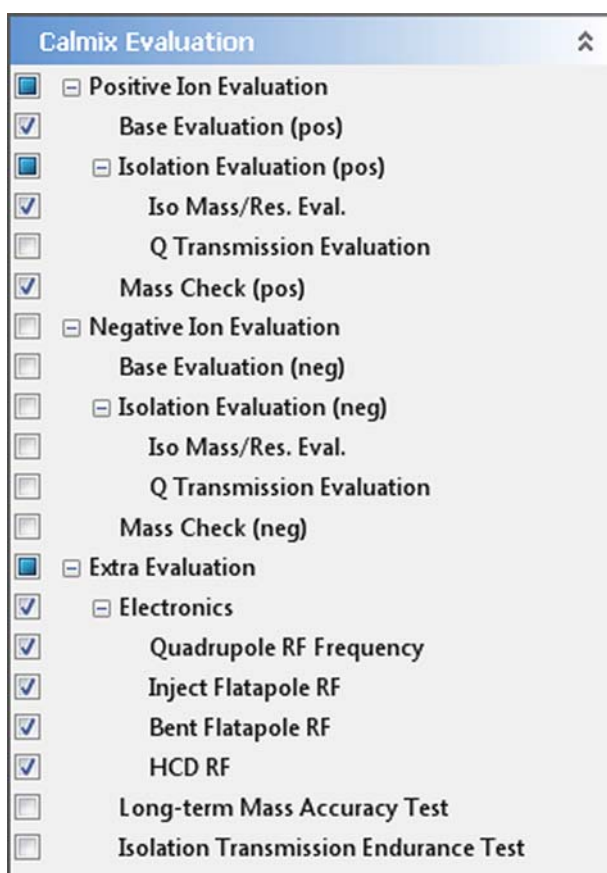 Calmix Evaluation
Positive Ion Evaluation
Base Evaluation (pos)
Isolation Evaluation (pos)
Iso Mass/Res. Eval.
Q Transmission Evaluation
Mass Check (pos)
Negative Ion Evaluation
Base Evaluation (neg)
Isolation Evaluation (neg)
Iso Mass/Res. Eval.
Q Transmission Evaluation
Mass Check (neg)
Extra Evaluation
Electronics
Quadrupole RF Frequency
Inject Flatapole RF
Bent Flatapole RF
HCD RF
Long-term Mass Accuracy Test
Isolation Transmission Endurance Test